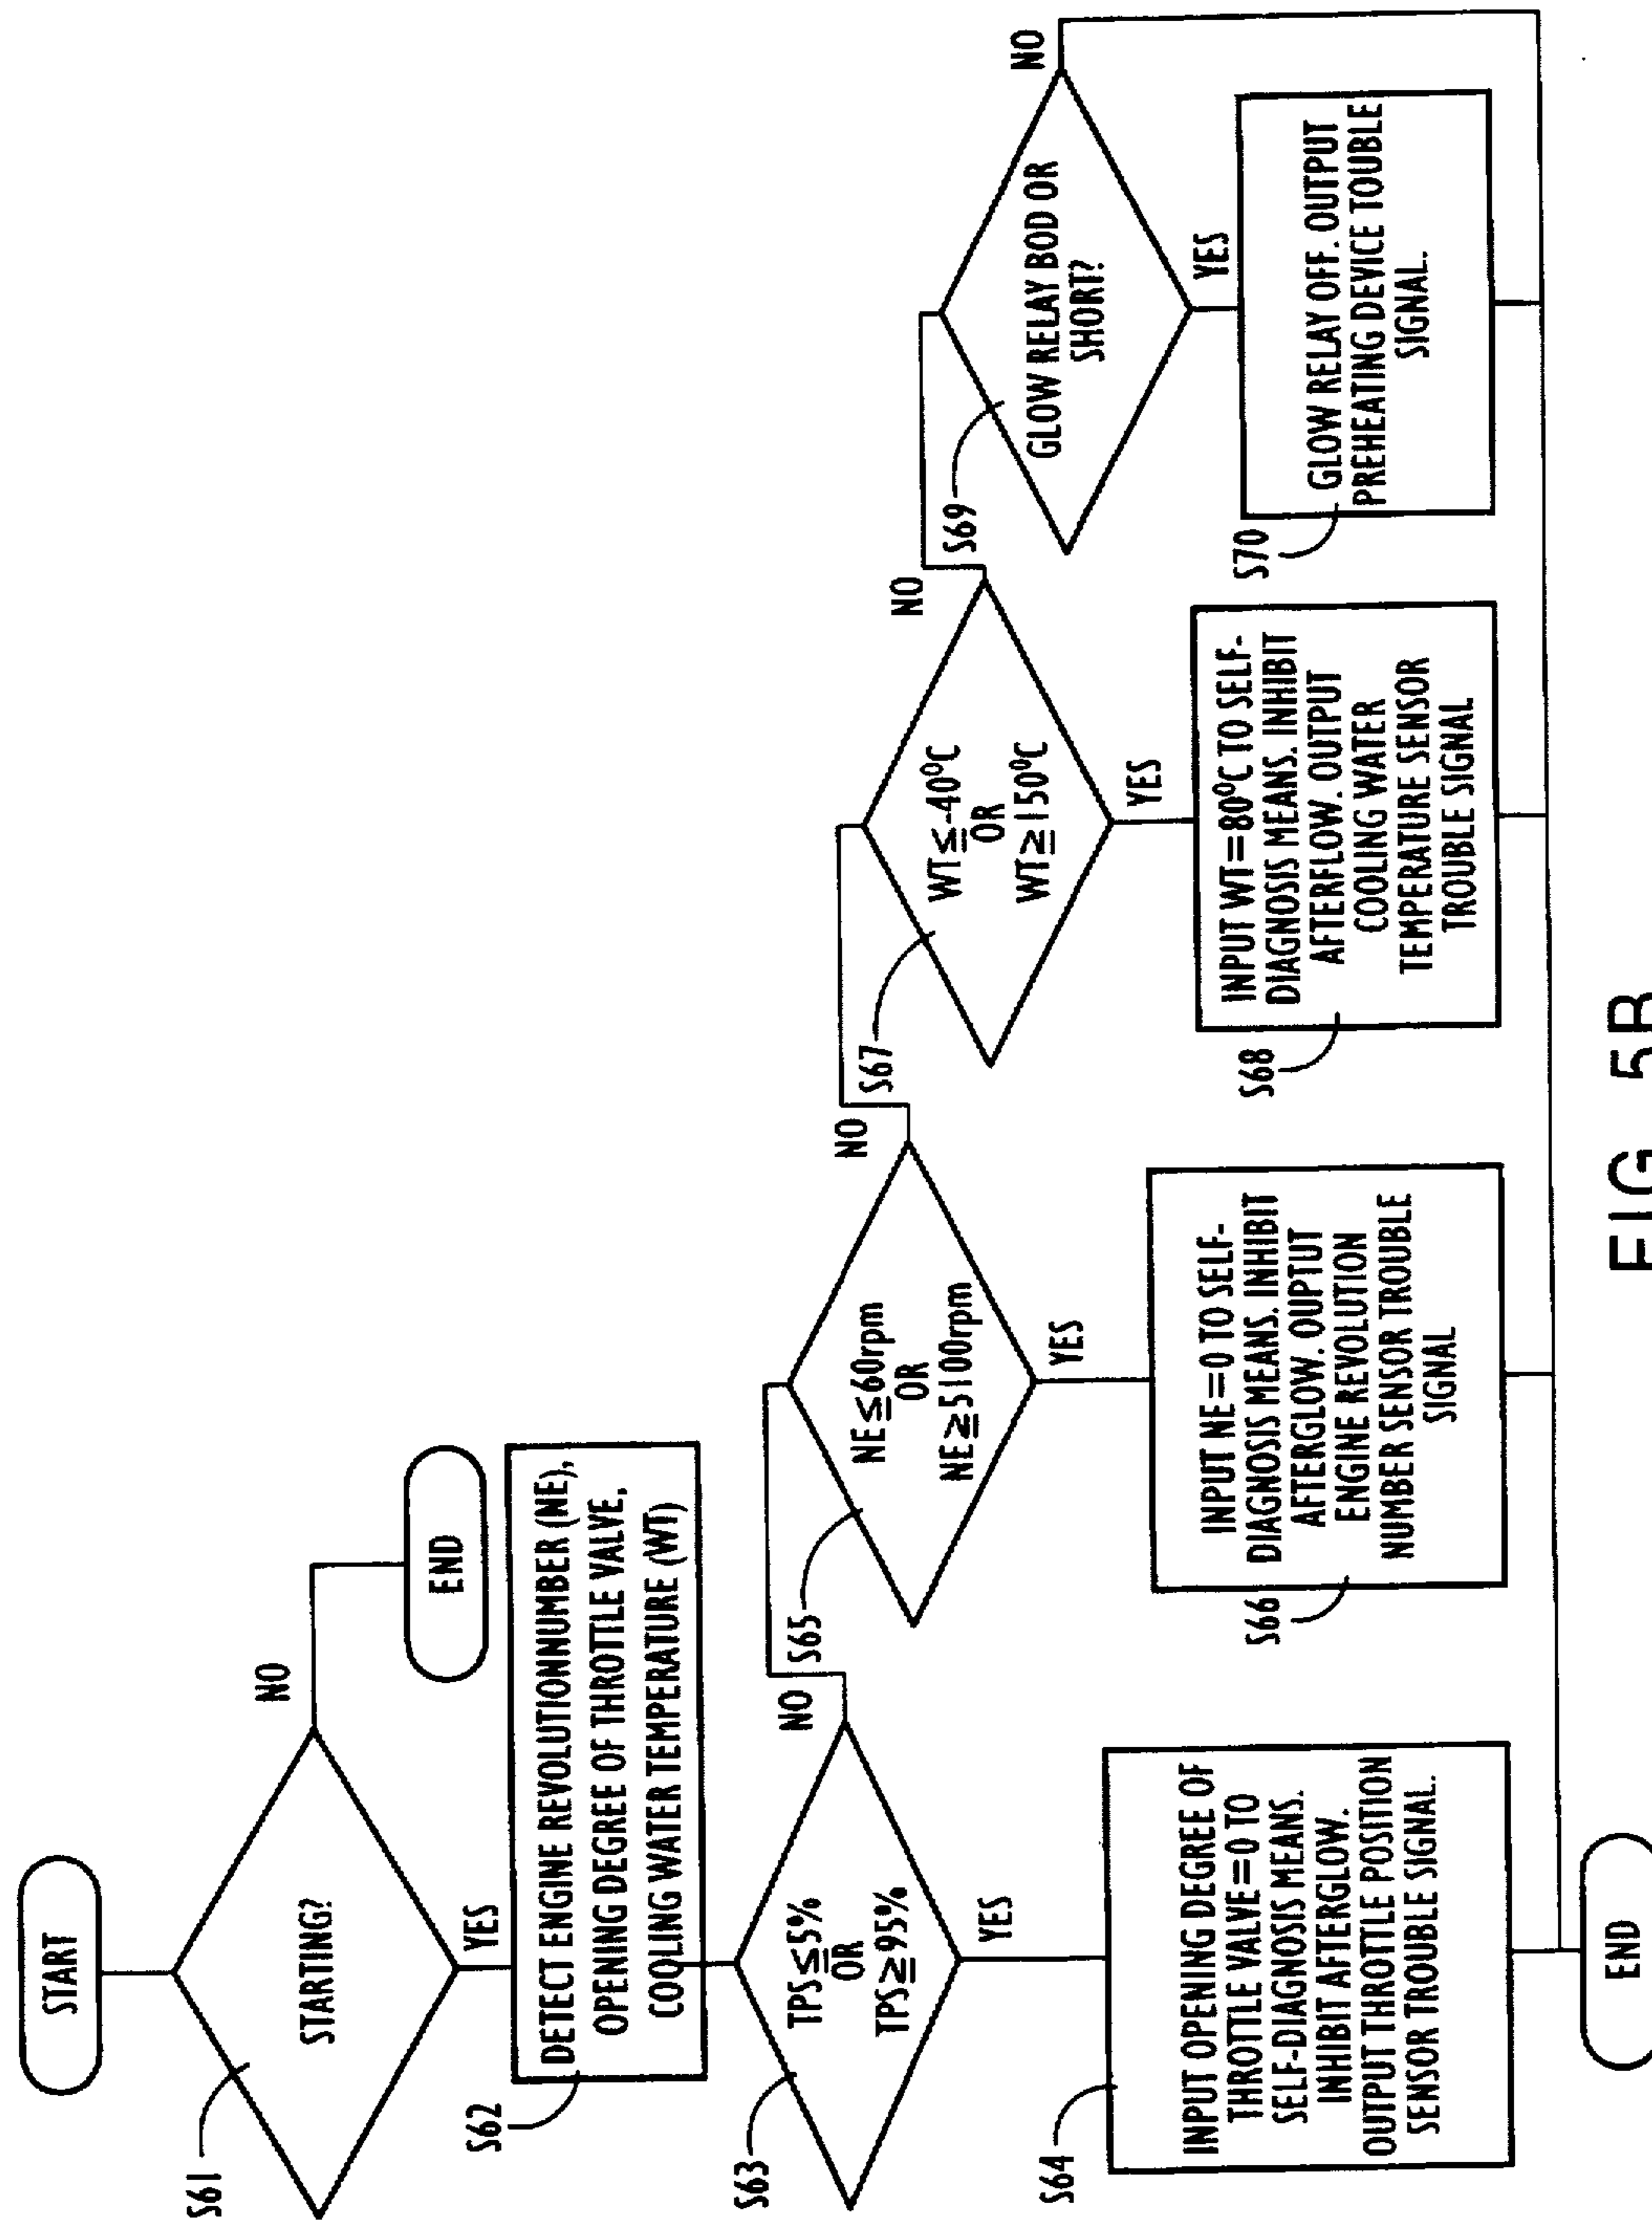 START
S61
STARTING?
NO
END
YES
S62
DETECT ENGINE REVOLUTIONNUMBER (NE),
OPENING DEGREE OF THROTTLE VALVE,
COOLING WATER TEMPERATURE (WT)
S63
TPS≦5%
OR
TPS≧95%
NO
YES
S64
INPUT OPENING DEGREE OF
THROTTLE VALVE=0 TO
SELF-DIAGNOSIS MEANS.
INHIBIT AFTERGLOW.
OUTPUT THROTTLE POSITION
SENSOR TROUBLE SIGNAL.
S65
NE≦60rpm
OR
NE≧5100rpm
NO
YES
S66
INPUT NE=0 TO SELF-
DIAGNOSIS MEANS. INHIBIT
AFTERGLOW. OUPTUT
ENGINE REVOLUTION
NUMBER SENSOR TROUBLE
SIGNAL
S67
WT≦-40⁰C
OR
WT≧150⁰C
NO
YES
S68
INPUT WT=80⁰C TO SELF-
DIAGNOSIS MEANS. INHIBIT
AFTERFLOW. OUTPUT
COOLING WATER
TEMPERATURE SENSOR
TROUBLE SIGNAL
S69
GLOW RELAY BOD OR
SHORT?
NO
YES
S70
GLOW RELAY OFF. OUTPUT
PREHEATING DEVICE TOUBLE
SIGNAL.
END
FIG. 5B